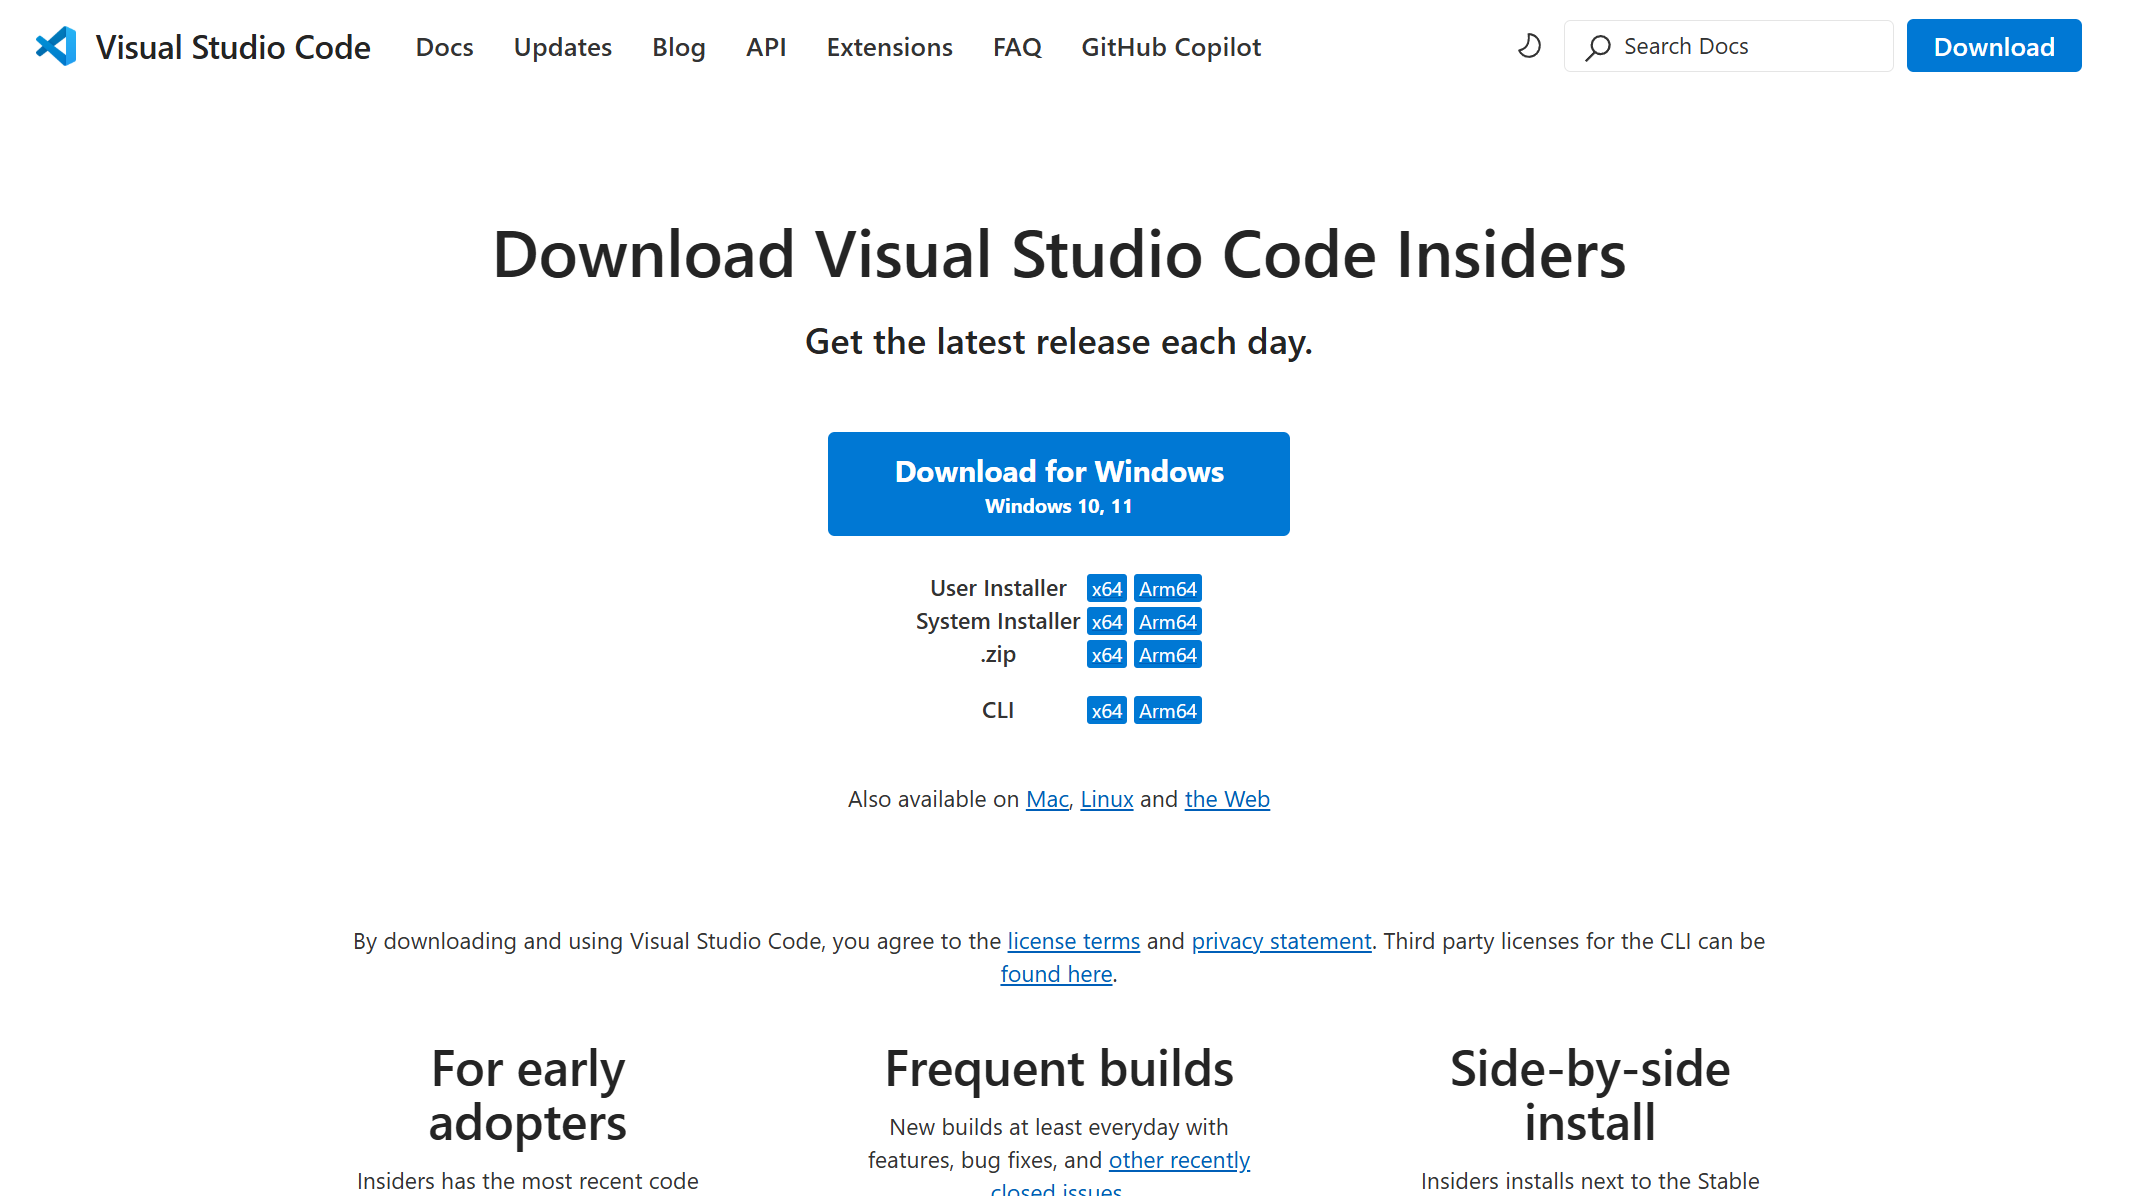 Visual Studio Code Docs Updates Blog API Extensions FAQ GitHub Copilot Search Docs Download
Download Visual Studio Code Insiders
Get the latest release each day.
Download for Windows
Windows 10, 11
User Installer x64 Arm64
System Installer x64 Arm64
.zip x64 Arm64
CLI x64 Arm64
Also available on Mac, Linux and the Web
By downloading and using Visual Studio Code, you agree to the license terms and privacy statement. Third party licenses for the CLI can be
found here.
For early
adopters
Insiders has the most recent code
Frequent builds
New builds at least everyday with
features, bug fixes, and other recently
closed issues.
Side-by-side
install
Insiders installs next to the Stable